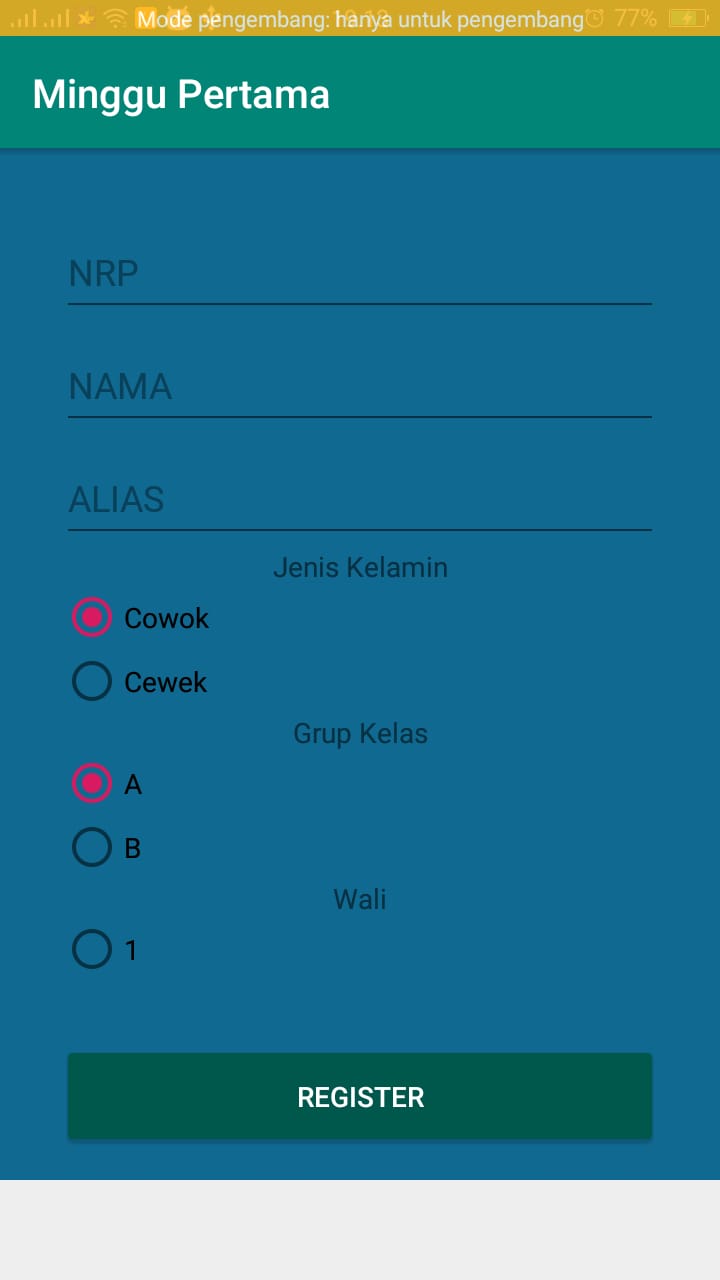 Mode pengembang: hanya untuk pengembang 77%
Minggu Pertama
NRP
NAMA
ALIAS
Jenis Kelamin
Cowok
Cewek
Grup Kelas
A
B
Wali
1
REGISTER